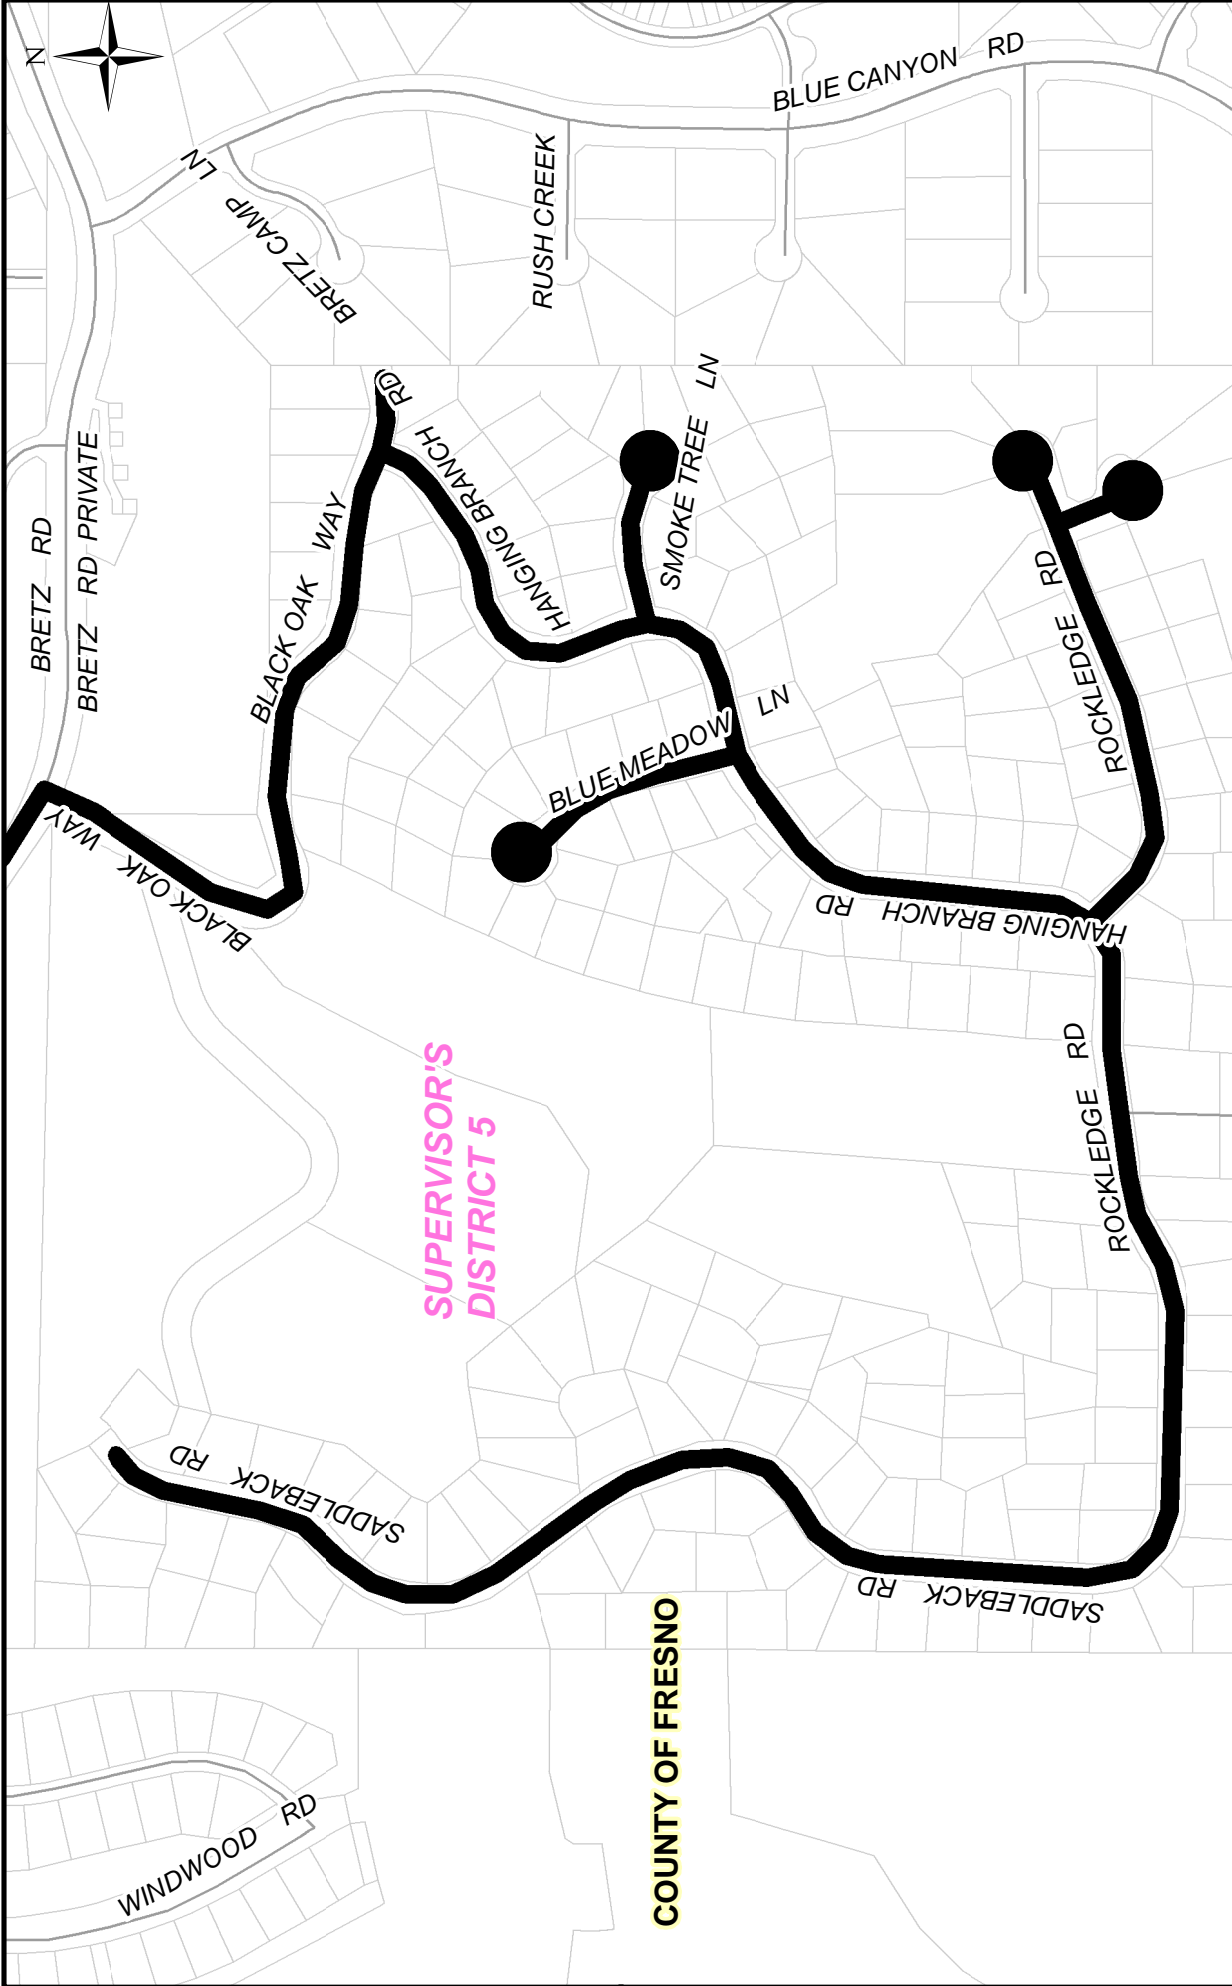 N
BLUE CANYON RD
BRETZ CAMP LN
RUSH CREEK
BRETZ RD
BRETZ RD PRIVATE
BLACK OAK WAY
HANGING BRANCH RD
SMOKE TREE LN
ROCKLEDGE RD
BLUE MEADOW LN
BLACK OAK WAY
HANGING BRANCH RD
ROCKLEDGE RD
SUPERVISOR'S
DISTRICT 5
SADDLEBACK RD
SADDLEBACK RD
COUNTY OF FRESNO
WINDWOOD RD